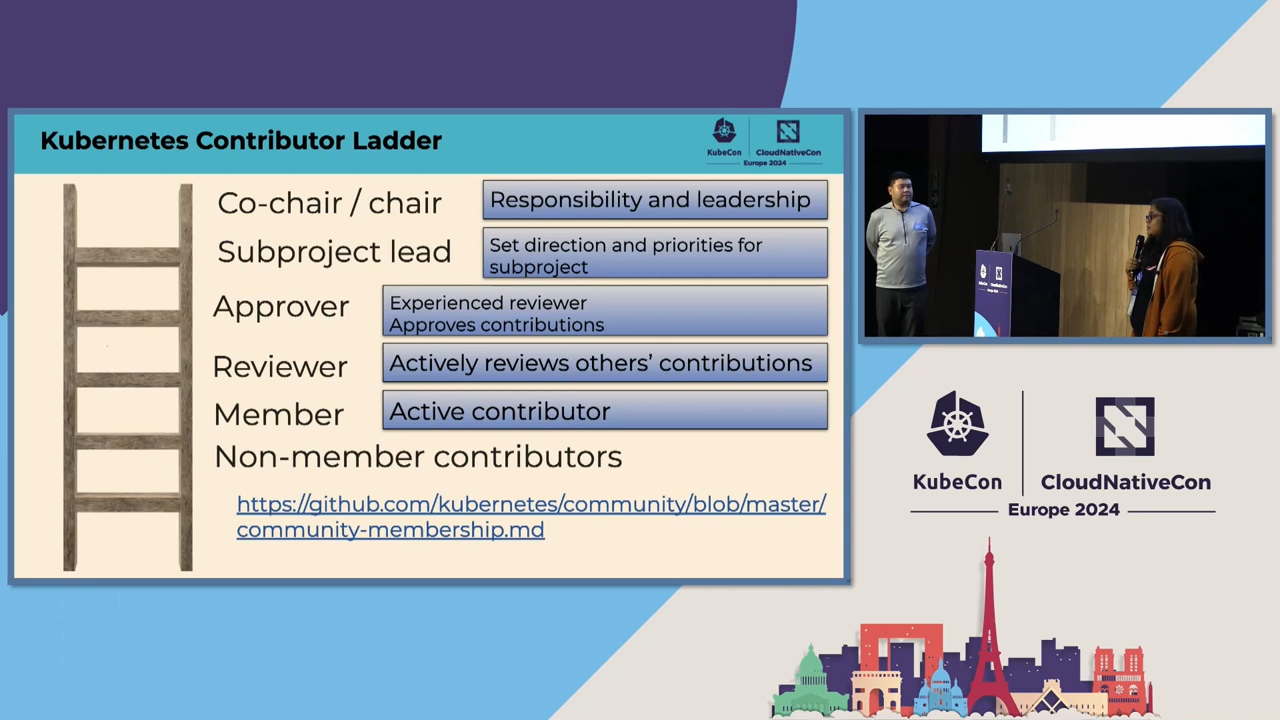 Kubernetes Contributor Ladder
KubeCon
CloudNativeCon
Europe 2024
Co-chair / chair
Responsibility and leadership
Subproject lead
Set direction and priorities for
subproject
Approver
Experienced reviewer
Approves contributions
Reviewer
Actively reviews others’ contributions
Member
Active contributor
Non-member contributors
https://github.com/kubernetes/community/blob/master/
community-membership.md
KubeCon
CloudNativeCon
Europe 2024